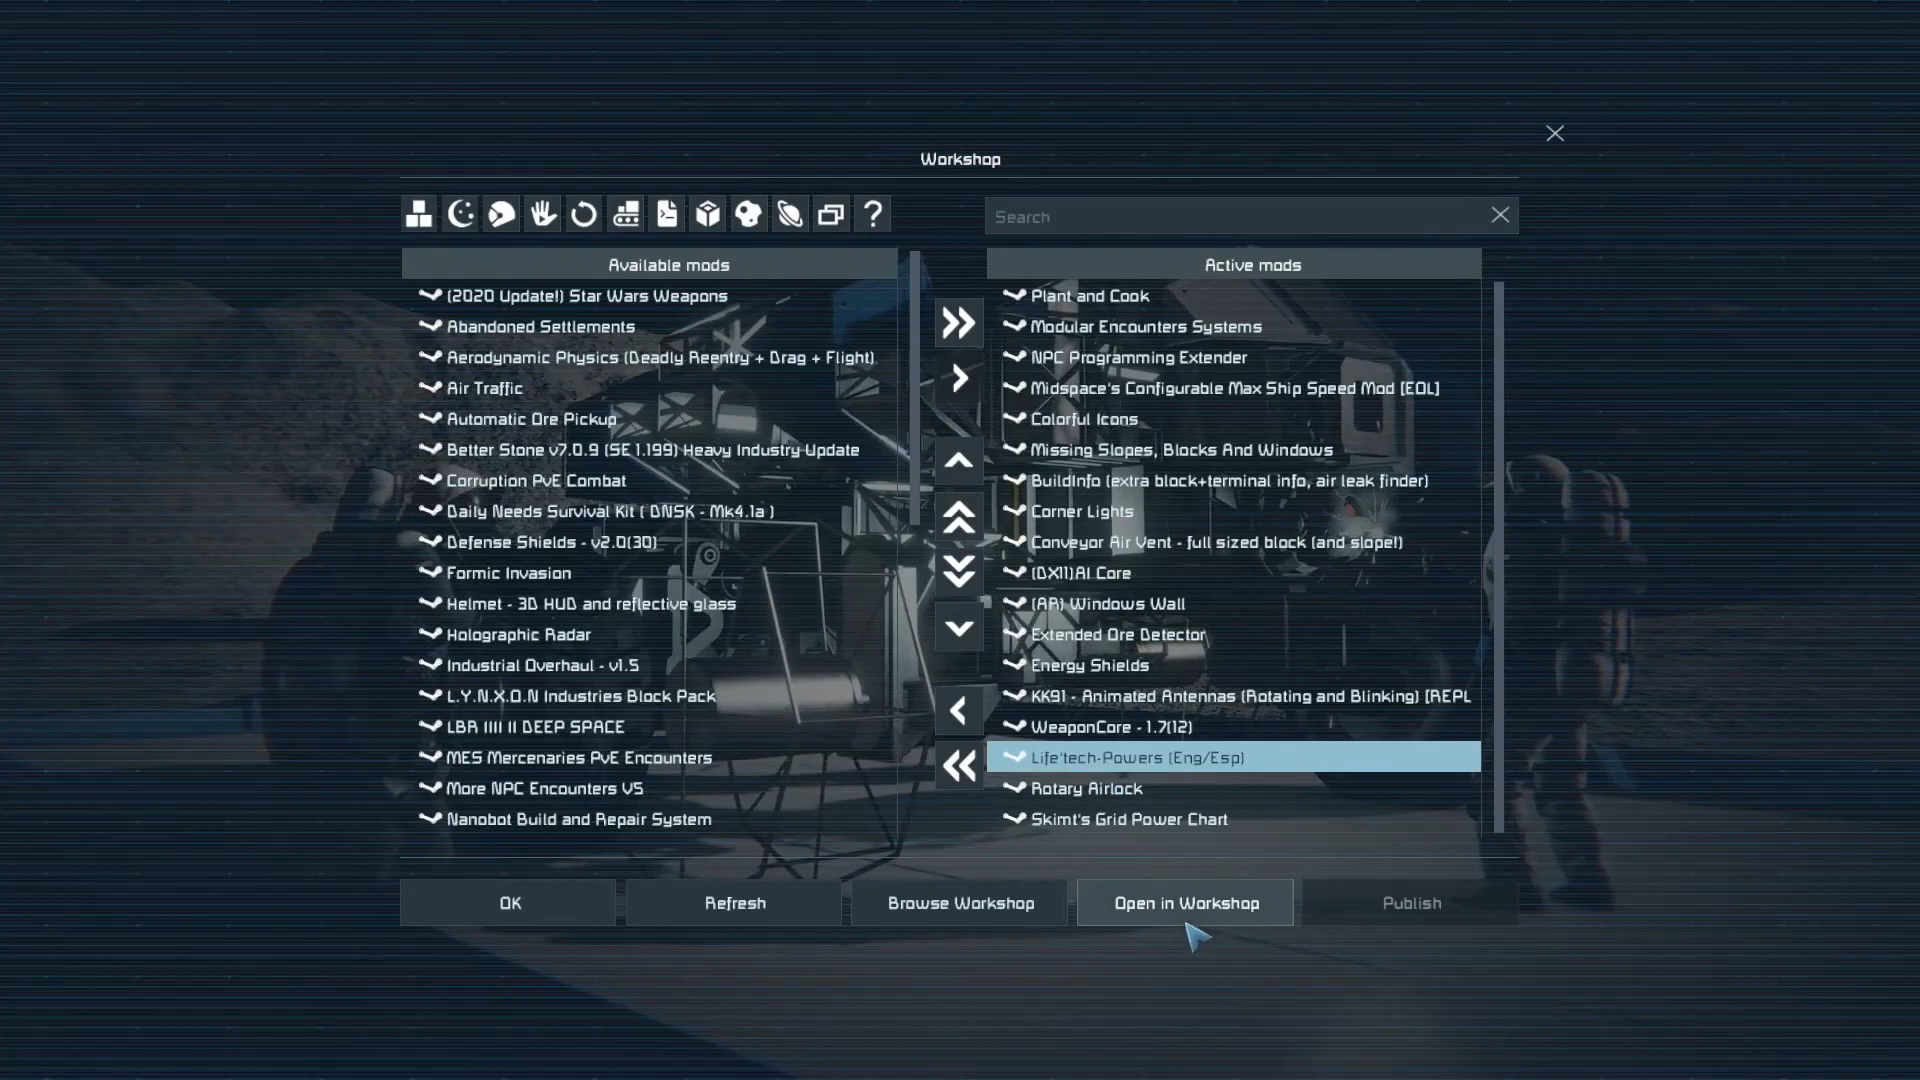 Workshop
Search
Available mods
(2020 Update!) Star Wars Weapons
Abandoned Settlements
Aerodynamic Physics (Deadly Reentry + Drag + Flight)
Air Traffic
Automatic Ore Pickup
Better Stone v7.0.9 (SE 1.199) Heavy Industry Update
Corruption PvE Combat
Daily Needs Survival Kit ( DNSK - Mk4.1a )
Defense Shields - v2.0(30)
Formic Invasion
Helmet - 3D HUD and reflective glass
Holographic Radar
Industrial Overhaul - v1.5
L.Y.N.X.O.N Industries Block Pack
LBR IIII II DEEP SPACE
MES Mercenaries PvE Encounters
More NPC Encounters V5
Nanobot Build and Repair System
Active mods
Plant and Cook
Modular Encounters Systems
NPC Programming Extender
Midspace's Configurable Max Ship Speed Mod [EOL]
Colorful Icons
Missing Slopes, Blocks And Windows
BuildInfo (extra block+terminal info, air leak finder)
Corner Lights
Conveyor Air Vent - full sized block (and slope!)
(DX11)AI Core
(AR) Windows Wall
Extended Ore Detector
Energy Shields
KK91 - Animated Antennas (Rotating and Blinking) [REPL
WeaponCore - 1.7(12)
Life'tech-Powers (Eng/Esp)
Rotary Airlock
Skimt's Grid Power Chart
OK
Refresh
Browse Workshop
Open in Workshop
Publish